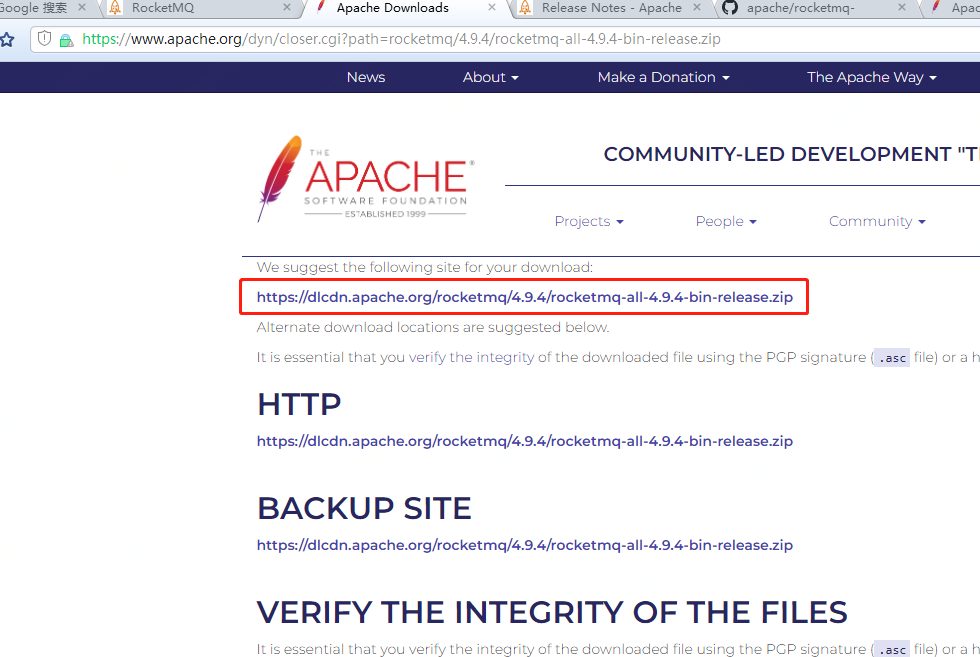 Google 搜索
RocketMQ
Apache Downloads
Release Notes - Apache
apache/rocketmq-
https://www.apache.org/dyn/closer.cgi?path=rocketmq/4.9.4/rocketmq-all-4.9.4-bin-release.zip
News About Make a Donation The Apache Way
THE
APACHE®
SOFTWARE FOUNDATION
ESTABLISHED 1999
COMMUNITY-LED DEVELOPMENT "T
Projects People Community
We suggest the following site for your download:
https://dlcdn.apache.org/rocketmq/4.9.4/rocketmq-all-4.9.4-bin-release.zip
Alternate download locations are suggested below.
It is essential that you verify the integrity of the downloaded file using the PGP signature (.asc file) or a h
HTTP
https://dlcdn.apache.org/rocketmq/4.9.4/rocketmq-all-4.9.4-bin-release.zip
BACKUP SITE
https://dlcdn.apache.org/rocketmq/4.9.4/rocketmq-all-4.9.4-bin-release.zip
VERIFY THE INTEGRITY OF THE FILES
It is essential that you verify the integrity of the downloaded file using the PGP signature (.asc file) or a h